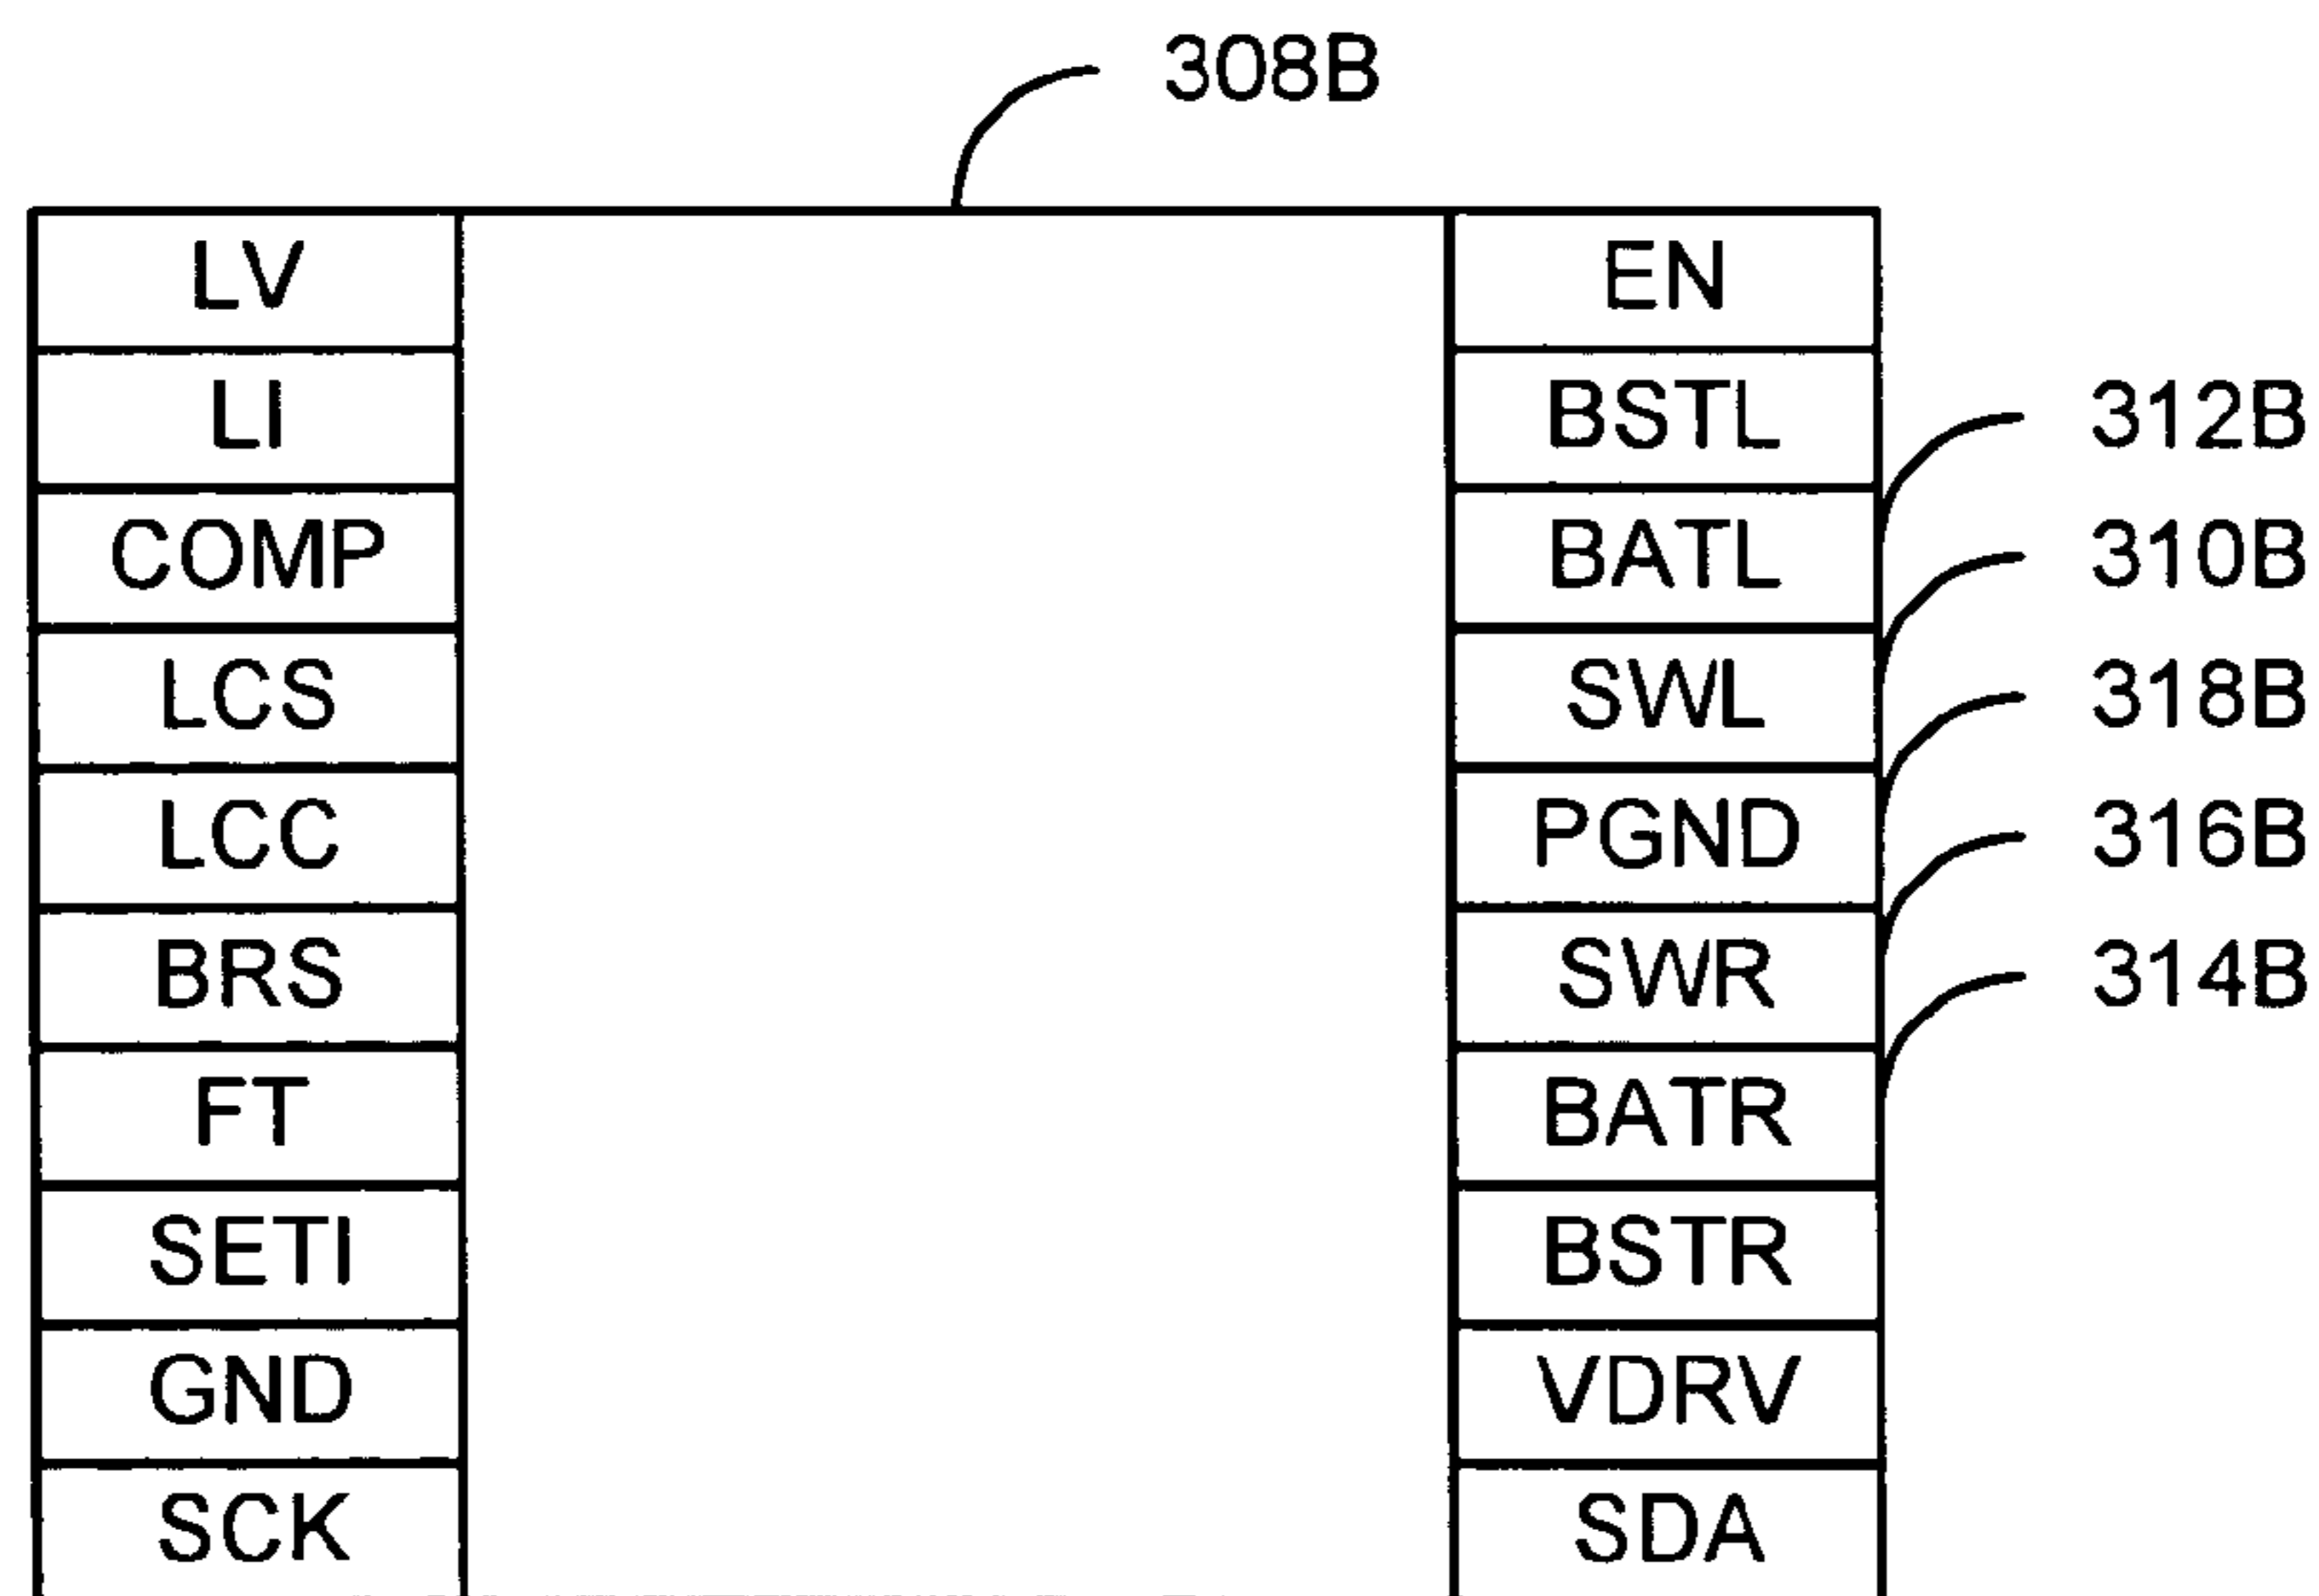 308B
LV
LI
COMP
LCS
LCC
BRS
FT
SETI
GND
SCK
EN
BSTL
BATL
SWL
PGND
SWR
BATR
BSTR
VDRV
SDA
312B
310B
318B
316B
314B